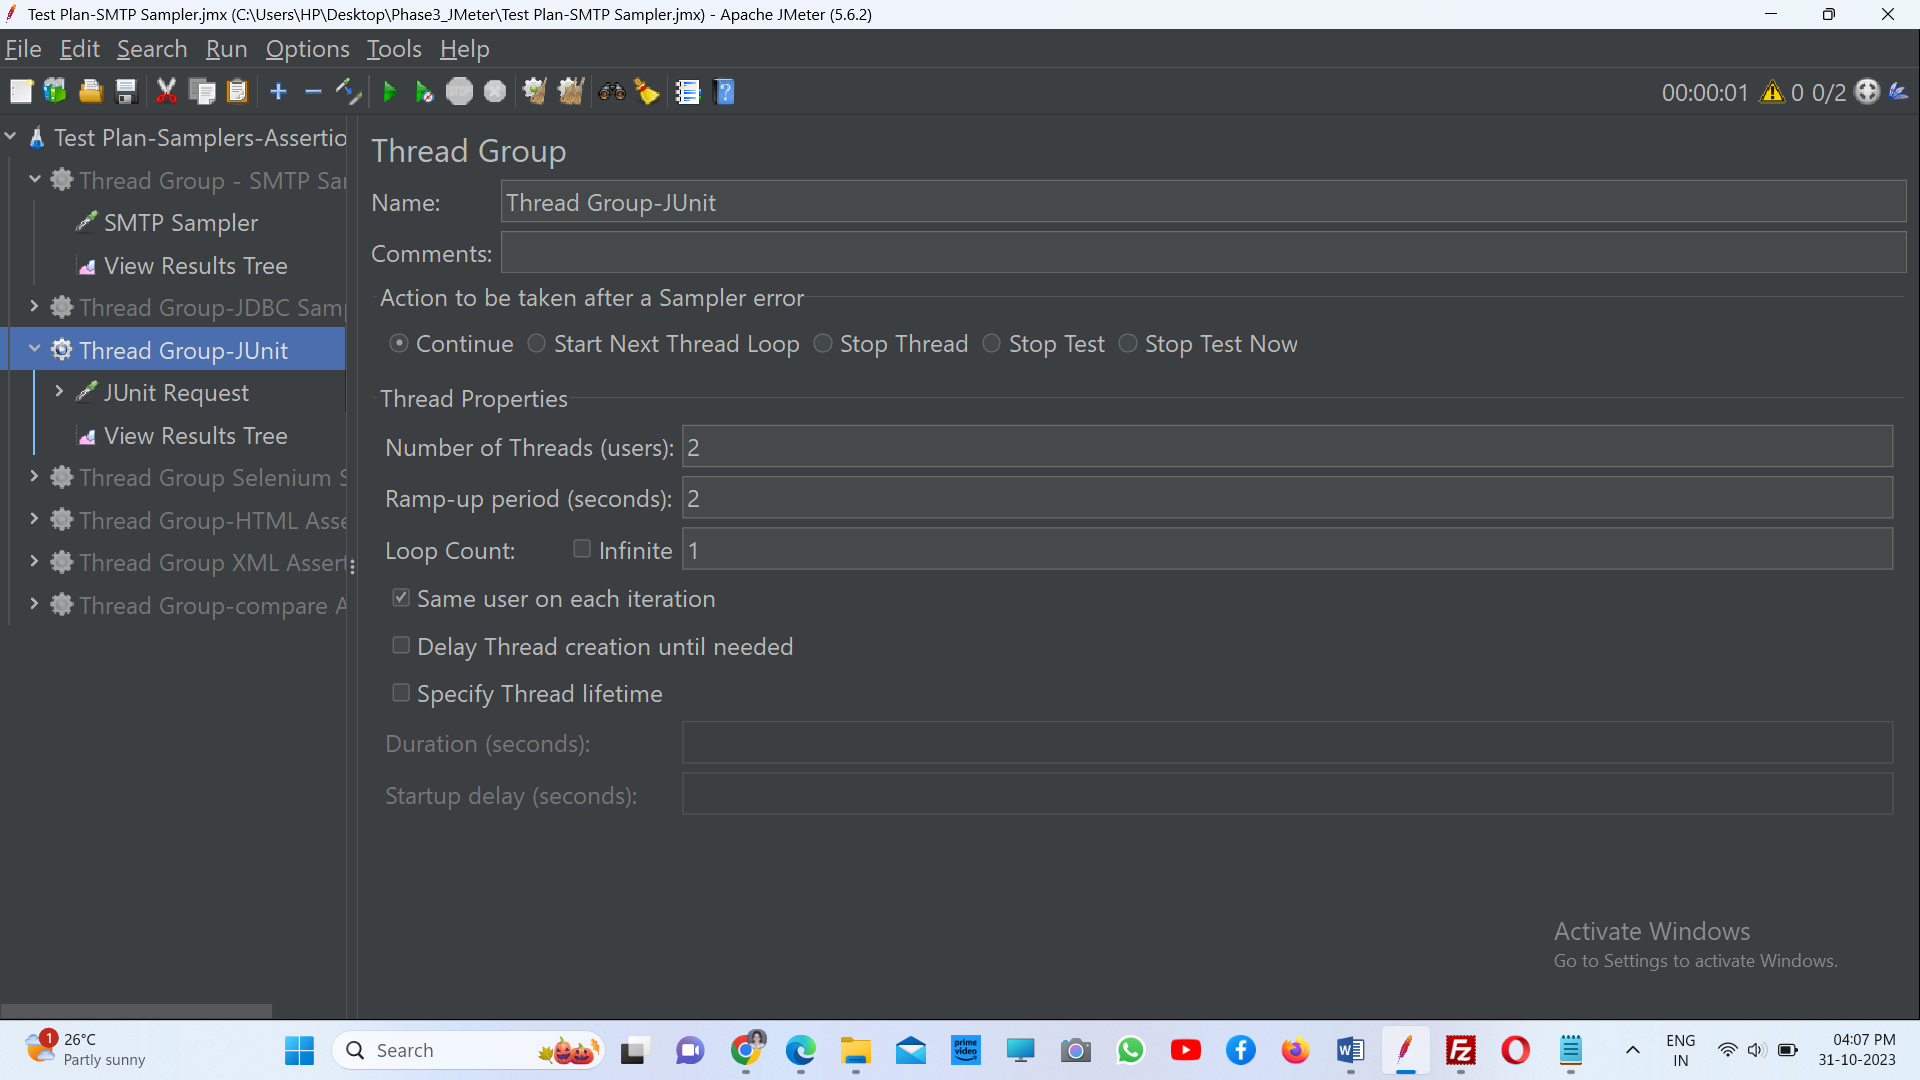 Test Plan-SMTP Sampler.jmx (C:\Users\HP\Desktop\Phase3_JMeter\Test Plan-SMTP Sampler.jmx) - Apache JMeter (5.6.2)
File Edit Search Run Options Tools Help
STOP
00:00:01 0 0/2
Test Plan-Samplers-Assertio
Thread Group - SMTP Sa
SMTP Sampler
View Results Tree
Thread Group-JDBC Sam
Thread Group-JUnit
JUnit Request
View Results Tree
Thread Group Selenium S
Thread Group-HTML Asse
Thread Group XML Assert
Thread Group-compare A
Thread Group
Name: Thread Group-JUnit
Comments:
Action to be taken after a Sampler error
Continue Start Next Thread Loop Stop Thread Stop Test Stop Test Now
Thread Properties
Number of Threads (users): 2
Ramp-up period (seconds): 2
Loop Count: Infinite 1
Same user on each iteration
Delay Thread creation until needed
Specify Thread lifetime
Duration (seconds):
Startup delay (seconds):
Activate Windows
Go to Settings to activate Windows.
1
26°C
Partly sunny
Search
prime
video
ENG
IN
04:07 PM
31-10-2023